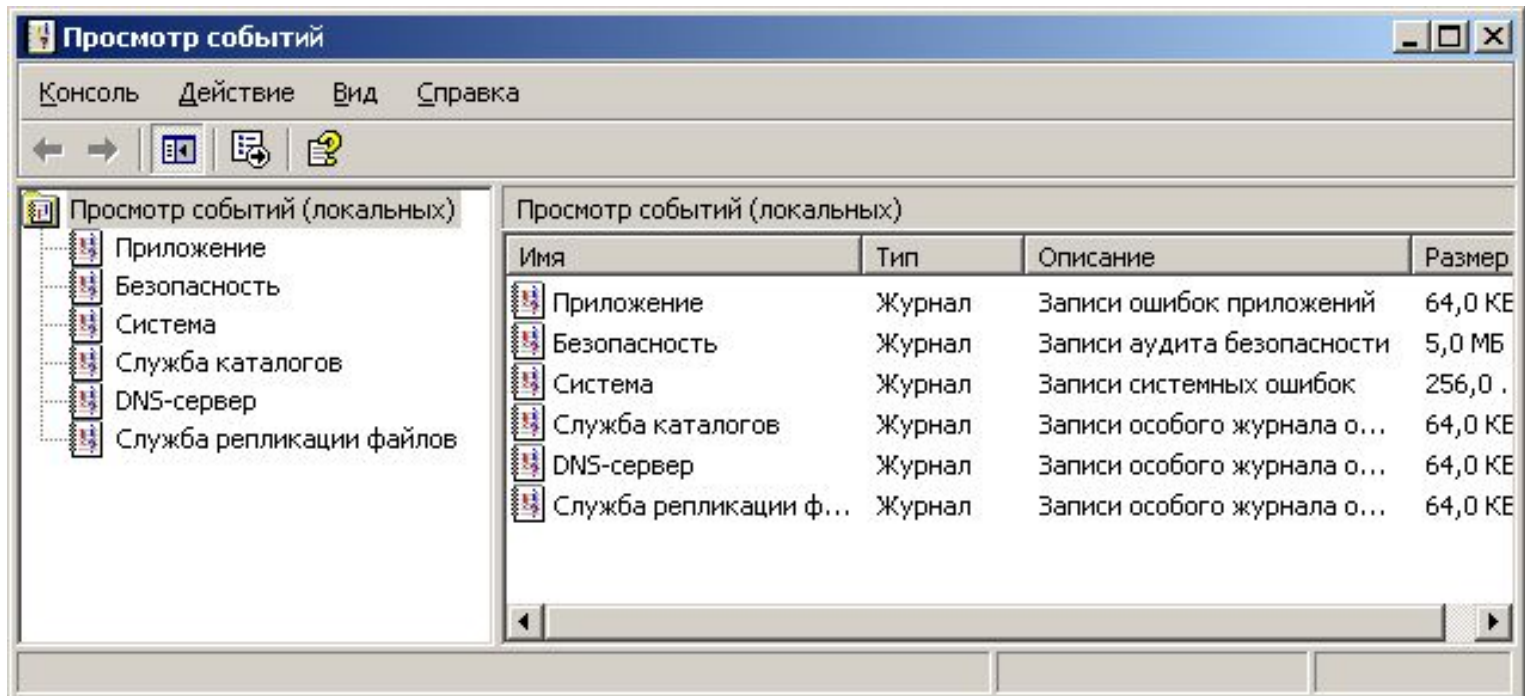 Просмотр событий
Консоль Действие Вид Справка
Просмотр событий (локальных)
Приложение
Безопасность
Система
Служба каталогов
DNS-сервер
Служба репликации файлов
Просмотр событий (локальных)
Имя Тип Описание Размер
Приложение Журнал Записи ошибок приложений 64,0 КБ
Безопасность Журнал Записи аудита безопасности 5,0 МБ
Система Журнал Записи системных ошибок 256,0 .
Служба каталогов Журнал Записи особого журнала о... 64,0 КБ
DNS-сервер Журнал Записи особого журнала о... 64,0 КБ
Служба репликации ф... Журнал Записи особого журнала о... 64,0 КБ